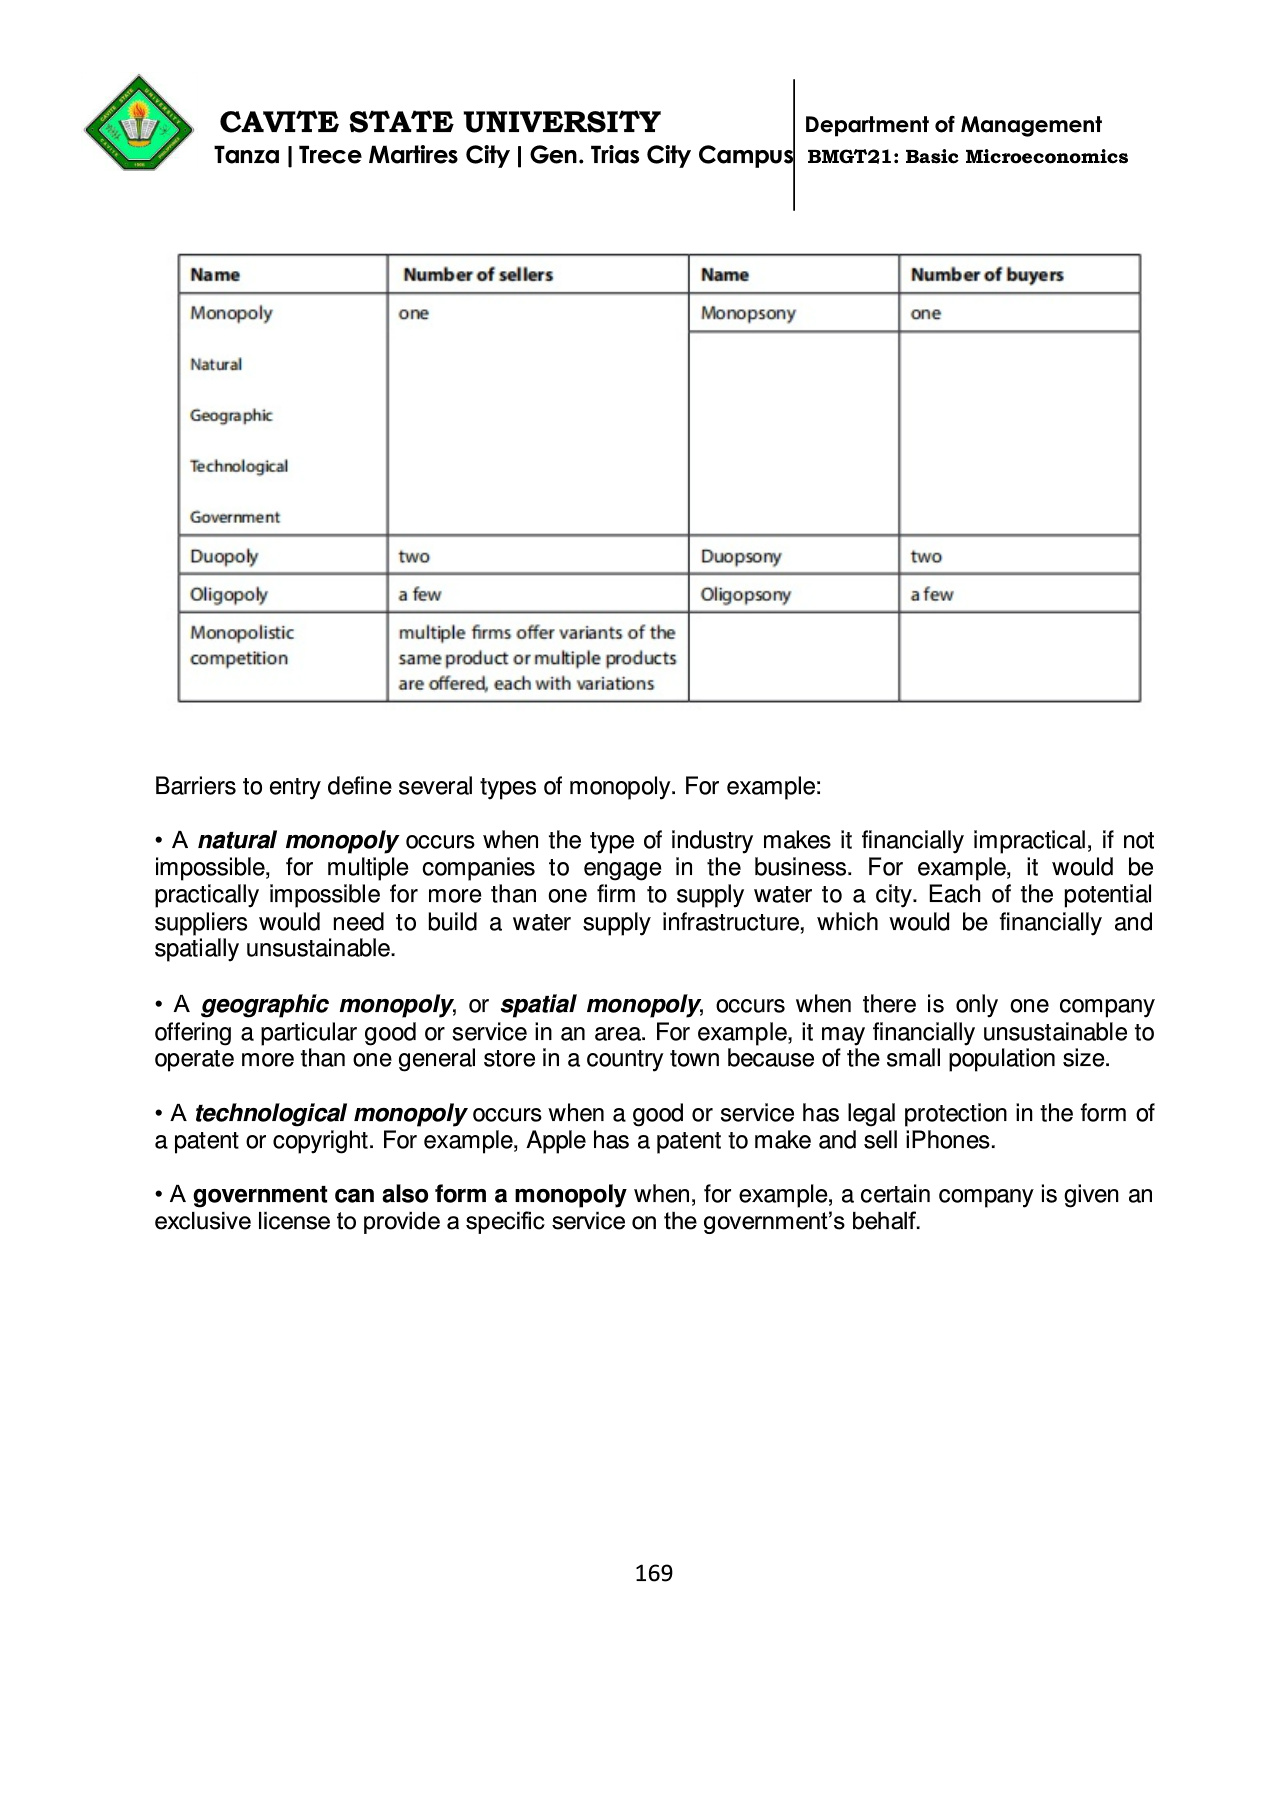 CAVITE STATE UNIVERSITY
Tanza | Trece Martires City | Gen. Trias City Campus
Department of Management
BMGT21: Basic Microeconomics
Name Number of sellers Name Number of buyers
Monopoly one Monopsony one
Natural
Geographic
Technological
Government
Duopoly two Duopsony two
Oligopoly a few Oligopsony a few
Monopolistic competition multiple firms offer variants of the
same product or multiple products
are offered, each with variations
Barriers to entry define several types of monopoly. For example:
• A natural monopoly occurs when the type of industry makes it financially impractical, if not
impossible, for multiple companies to engage in the business. For example, it would be
practically impossible for more than one firm to supply water to a city. Each of the potential
suppliers would need to build a water supply infrastructure, which would be financially and
spatially unsustainable.
• A geographic monopoly, or spatial monopoly, occurs when there is only one company
offering a particular good or service in an area. For example, it may financially unsustainable to
operate more than one general store in a country town because of the small population size.
• A technological monopoly occurs when a good or service has legal protection in the form of
a patent or copyright. For example, Apple has a patent to make and sell iPhones.
• A government can also form a monopoly when, for example, a certain company is given an
exclusive license to provide a specific service on the government’s behalf.
169